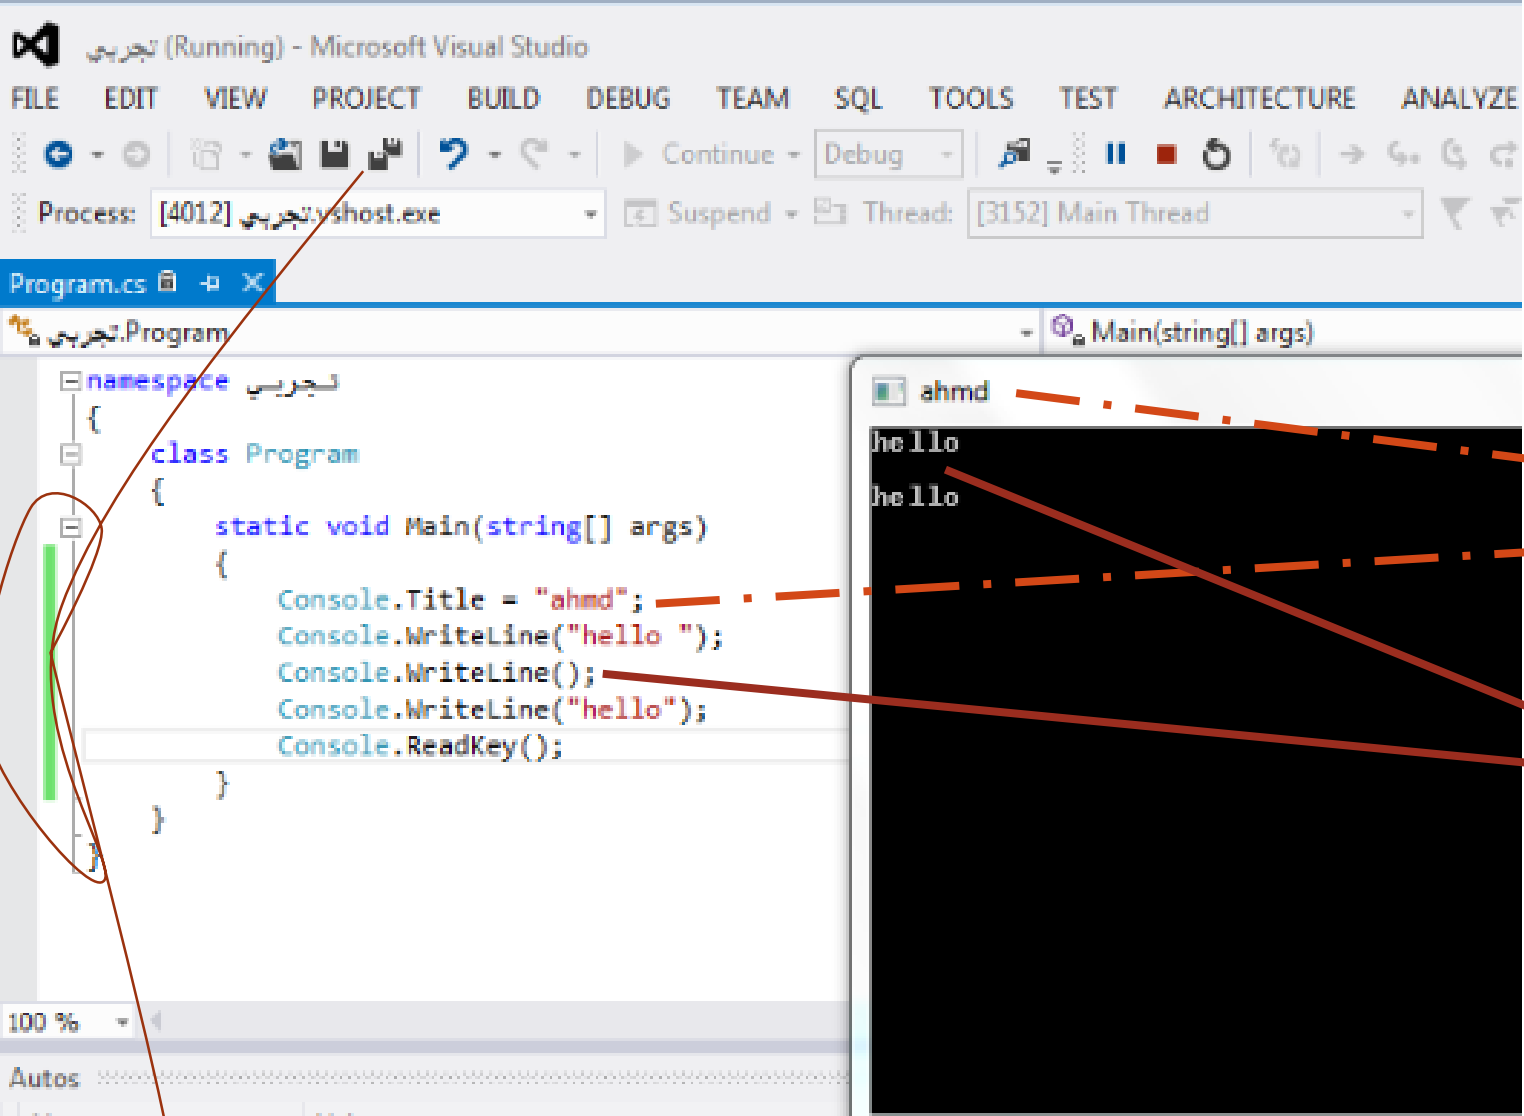 تجريبي (Running) - Microsoft Visual Studio
FILE EDIT VIEW PROJECT BUILD DEBUG TEAM SQL TOOLS TEST ARCHITECTURE ANALYZE
Continue Debug
Process: [4012] تجريبي.vshost.exe Suspend Thread: [3152] Main Thread
Program.cs
تجريبي.Program Main(string[] args)
namespace تجريبي
{
class Program
{
static void Main(string[] args)
{
Console.Title = "ahmd";
Console.WriteLine("hello ");
Console.WriteLine();
Console.WriteLine("hello");
Console.ReadKey();
}
}
}
ahmd
hello
hello
100 %
Autos